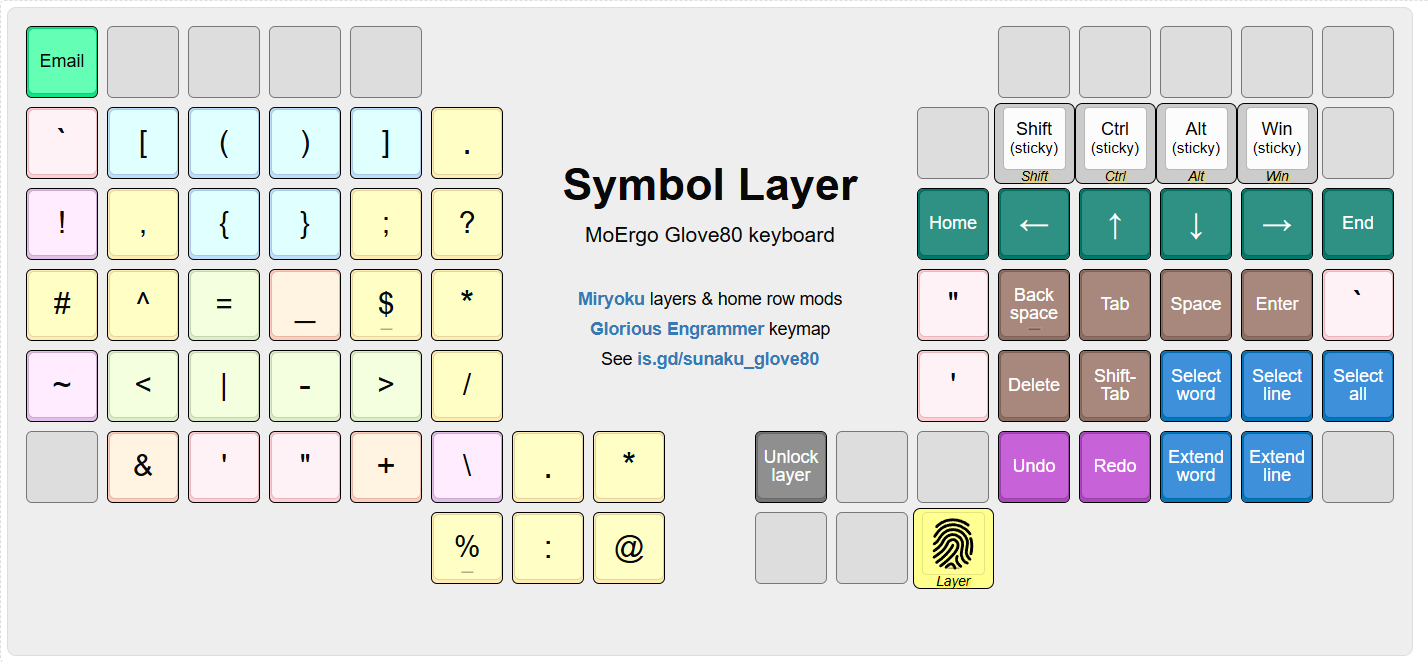 Email
` [ ( ) ] .
Shift (sticky) Shift
Ctrl (sticky) Ctrl
Alt (sticky) Alt
Win (sticky) Win
Symbol Layer
MoErgo Glove80 keyboard
Miryoku layers & home row mods
Glorious Engrammer keymap
See is.gd/sunaku_glove80
! , { } ; ?
Home ← ↑ ↓ → End
# ^ = _ $ *
" Back space Tab Space Enter `
~ < | - > /
' Delete Shift-Tab Select word Select line Select all
& ' " + \ . *
Unlock layer Undo Redo Extend word Extend line
% : @
Layer